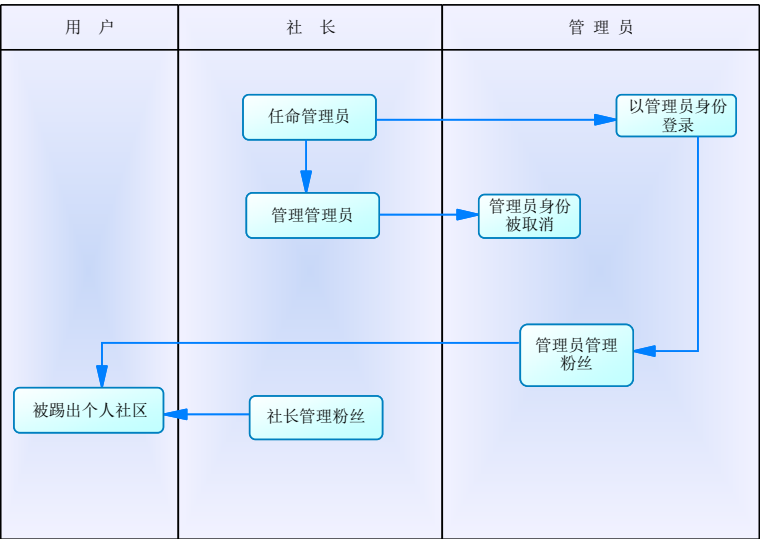 用 户
社 长
管 理 员
任命管理员
以管理员身份
登录
管理管理员
管理员身份
被取消
管理员管理
粉丝
被踢出个人社区
社长管理粉丝